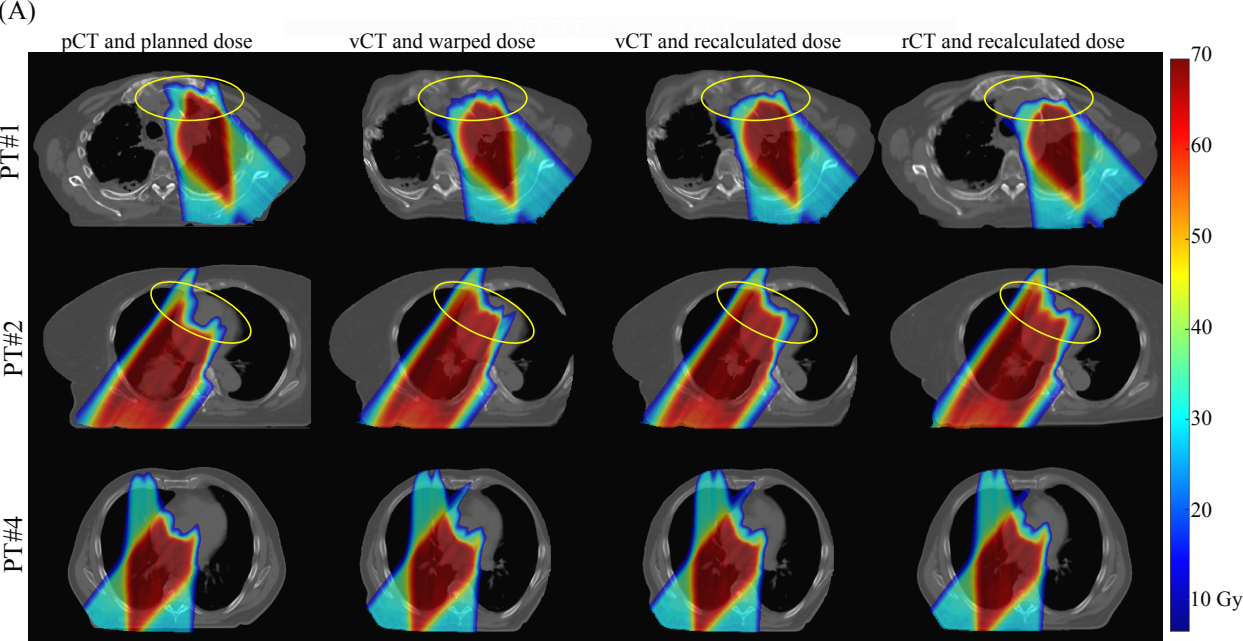 (A)
pCT and planned dose
vCT and warped dose
vCT and recalculated dose
rCT and recalculated dose
70
60
50
40
30
20
10 Gy
PT#1
PT#2
PT#4